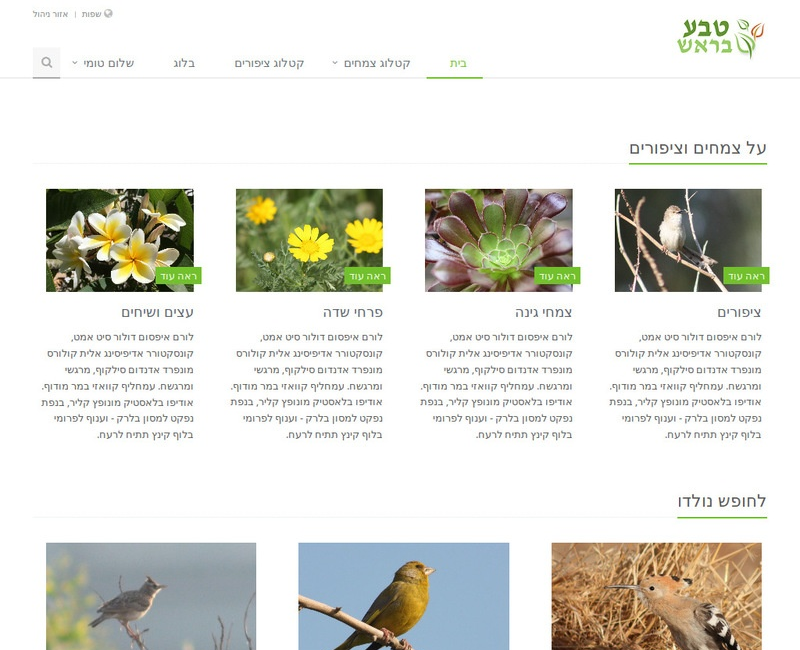 שפות | אזור ניהול
טבע
בראש
בית
קטלוג צמחים
קטלוג ציפורים
בלוג
שלום טומי
על צמחים וציפורים
ראה עוד
ציפורים
לורם איפסום דולור סיט אמט,
קונסקטורר אדיפיסינג אלית קולורס
מונפרד אדנדום סילקוף, מרגשי
ומרגשח. עמחליף קוואזי במר מודוף.
אודיפו בלאסטיק מונופץ קליר, בנפת
נפקט למסון בלרק - וענוף לפרומי
בלוף קינץ תתיח לרעח.
ראה עוד
צמחי גינה
לורם איפסום דולור סיט אמט,
קונסקטורר אדיפיסינג אלית קולורס
מונפרד אדנדום סילקוף, מרגשי
ומרגשח. עמחליף קוואזי במר מודוף.
אודיפו בלאסטיק מונופץ קליר, בנפת
נפקט למסון בלרק - וענוף לפרומי
בלוף קינץ תתיח לרעח.
ראה עוד
פרחי שדה
לורם איפסום דולור סיט אמט,
קונסקטורר אדיפיסינג אלית קולורס
מונפרד אדנדום סילקוף, מרגשי
ומרגשח. עמחליף קוואזי במר מודוף.
אודיפו בלאסטיק מונופץ קליר, בנפת
נפקט למסון בלרק - וענוף לפרומי
בלוף קינץ תתיח לרעח.
ראה עוד
עצים ושיחים
לורם איפסום דולור סיט אמט,
קונסקטורר אדיפיסינג אלית קולורס
מונפרד אדנדום סילקוף, מרגשי
ומרגשח. עמחליף קוואזי במר מודוף.
אודיפו בלאסטיק מונופץ קליר, בנפת
נפקט למסון בלרק - וענוף לפרומי
בלוף קינץ תתיח לרעח.
לחופש נולדו